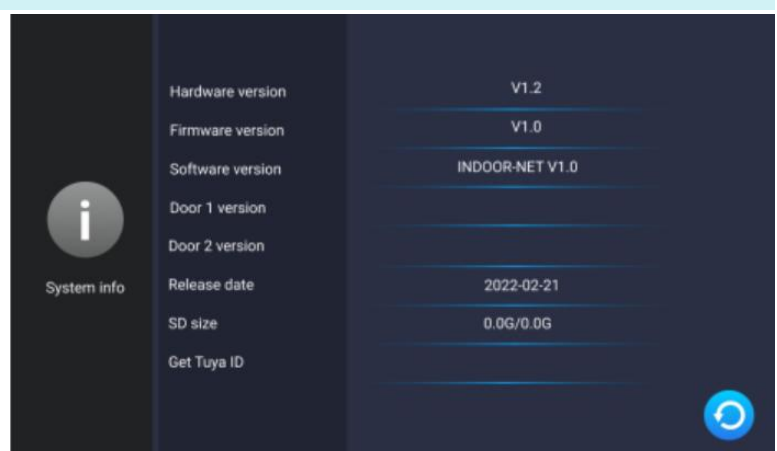 Hardware version V1.2
Firmware version V1.0
Software version INDOOR-NET V1.0
Door 1 version
Door 2 version
System info
Release date 2022-02-21
SD size 0.0G/0.0G
Get Tuya ID